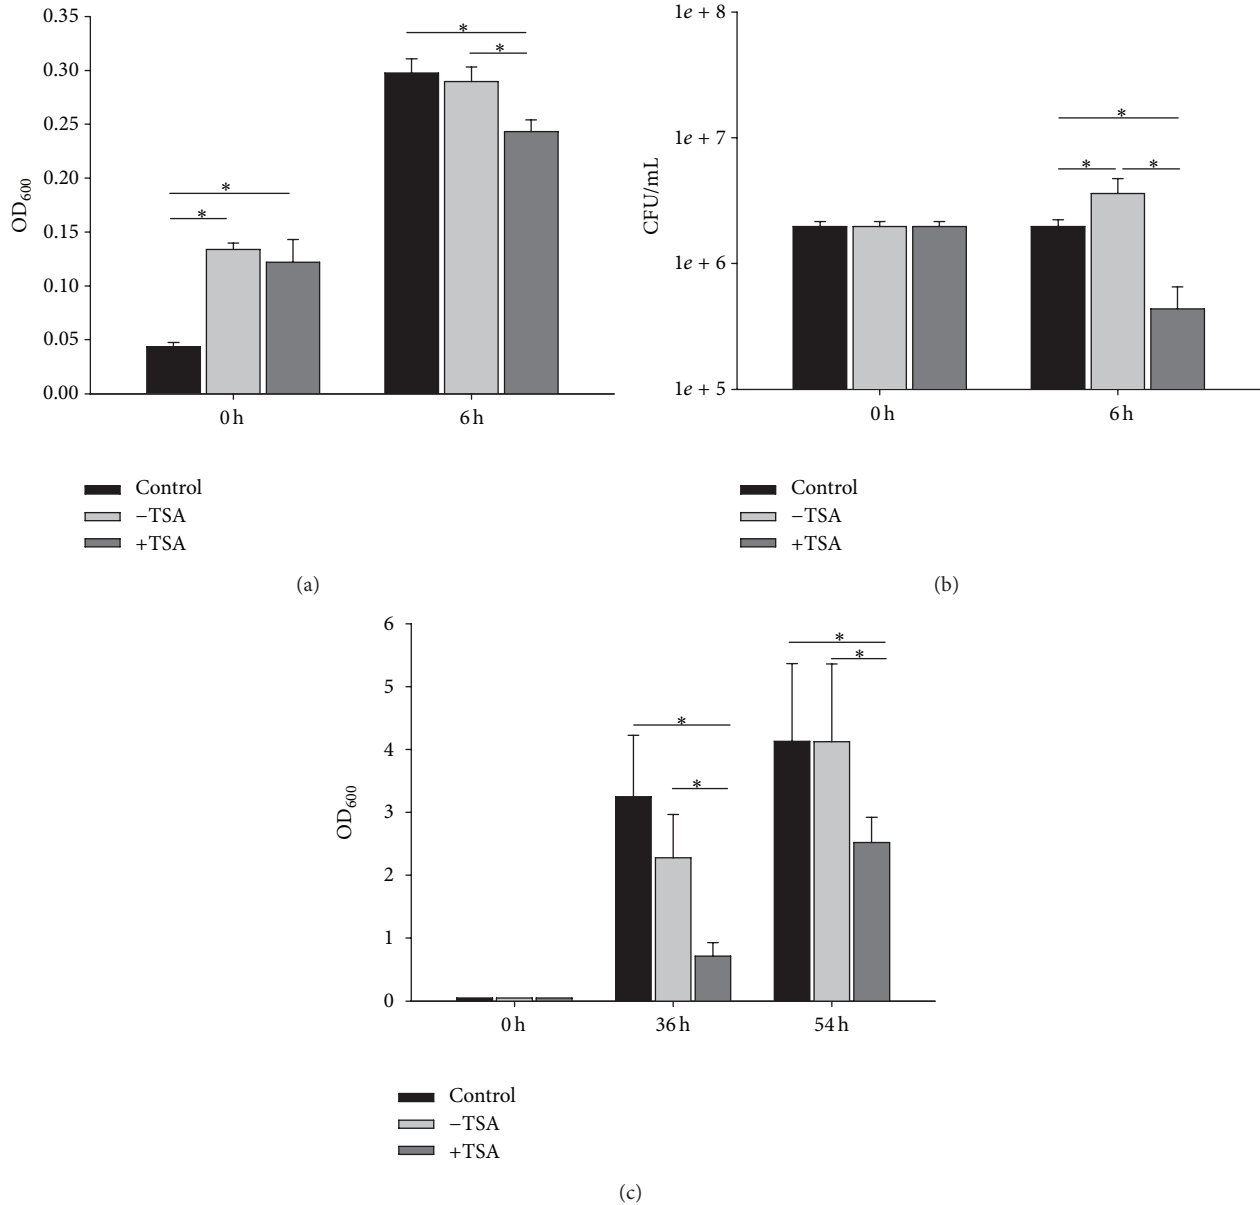 0.35
0.30
0.25
0.20
0.15
0.10
0.05
0.00
OD600
* *
* *
0 h 6 h
Control
−TSA
+TSA
(a)
1e + 8
1e + 7
1e + 6
1e + 5
CFU/mL
*
* *
0 h 6 h
Control
−TSA
+TSA
(b)
6
5
4
3
2
1
0
OD600
* *
* *
0 h 36 h 54 h
Control
−TSA
+TSA
(c)